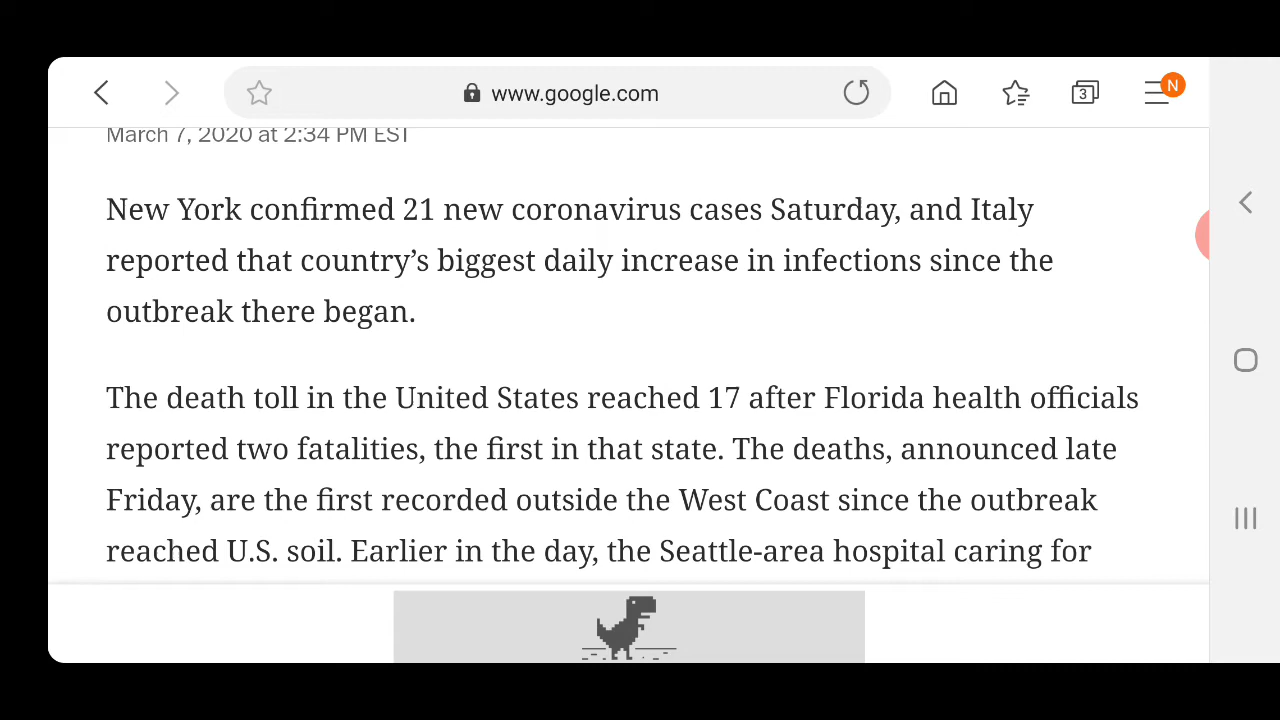 www.google.com
3
N
March 7, 2020 at 2:34 PM EST
New York confirmed 21 new coronavirus cases Saturday, and Italy
reported that country’s biggest daily increase in infections since the
outbreak there began.
The death toll in the United States reached 17 after Florida health officials
reported two fatalities, the first in that state. The deaths, announced late
Friday, are the first recorded outside the West Coast since the outbreak
reached U.S. soil. Earlier in the day, the Seattle-area hospital caring for